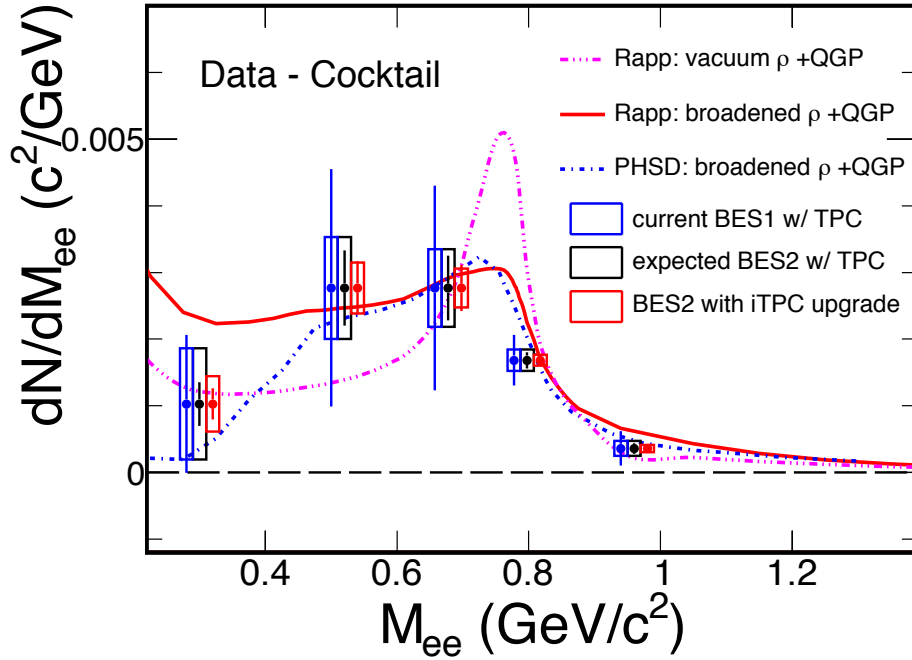 dN/dM_ee (c²/GeV)
Data - Cocktail
Rapp: vacuum ρ +QGP
Rapp: broadened ρ +QGP
PHSD: broadened ρ +QGP
current BES1 w/ TPC
expected BES2 w/ TPC
BES2 with iTPC upgrade
0.005
0
0.4 0.6 0.8 1 1.2
M_ee (GeV/c²)